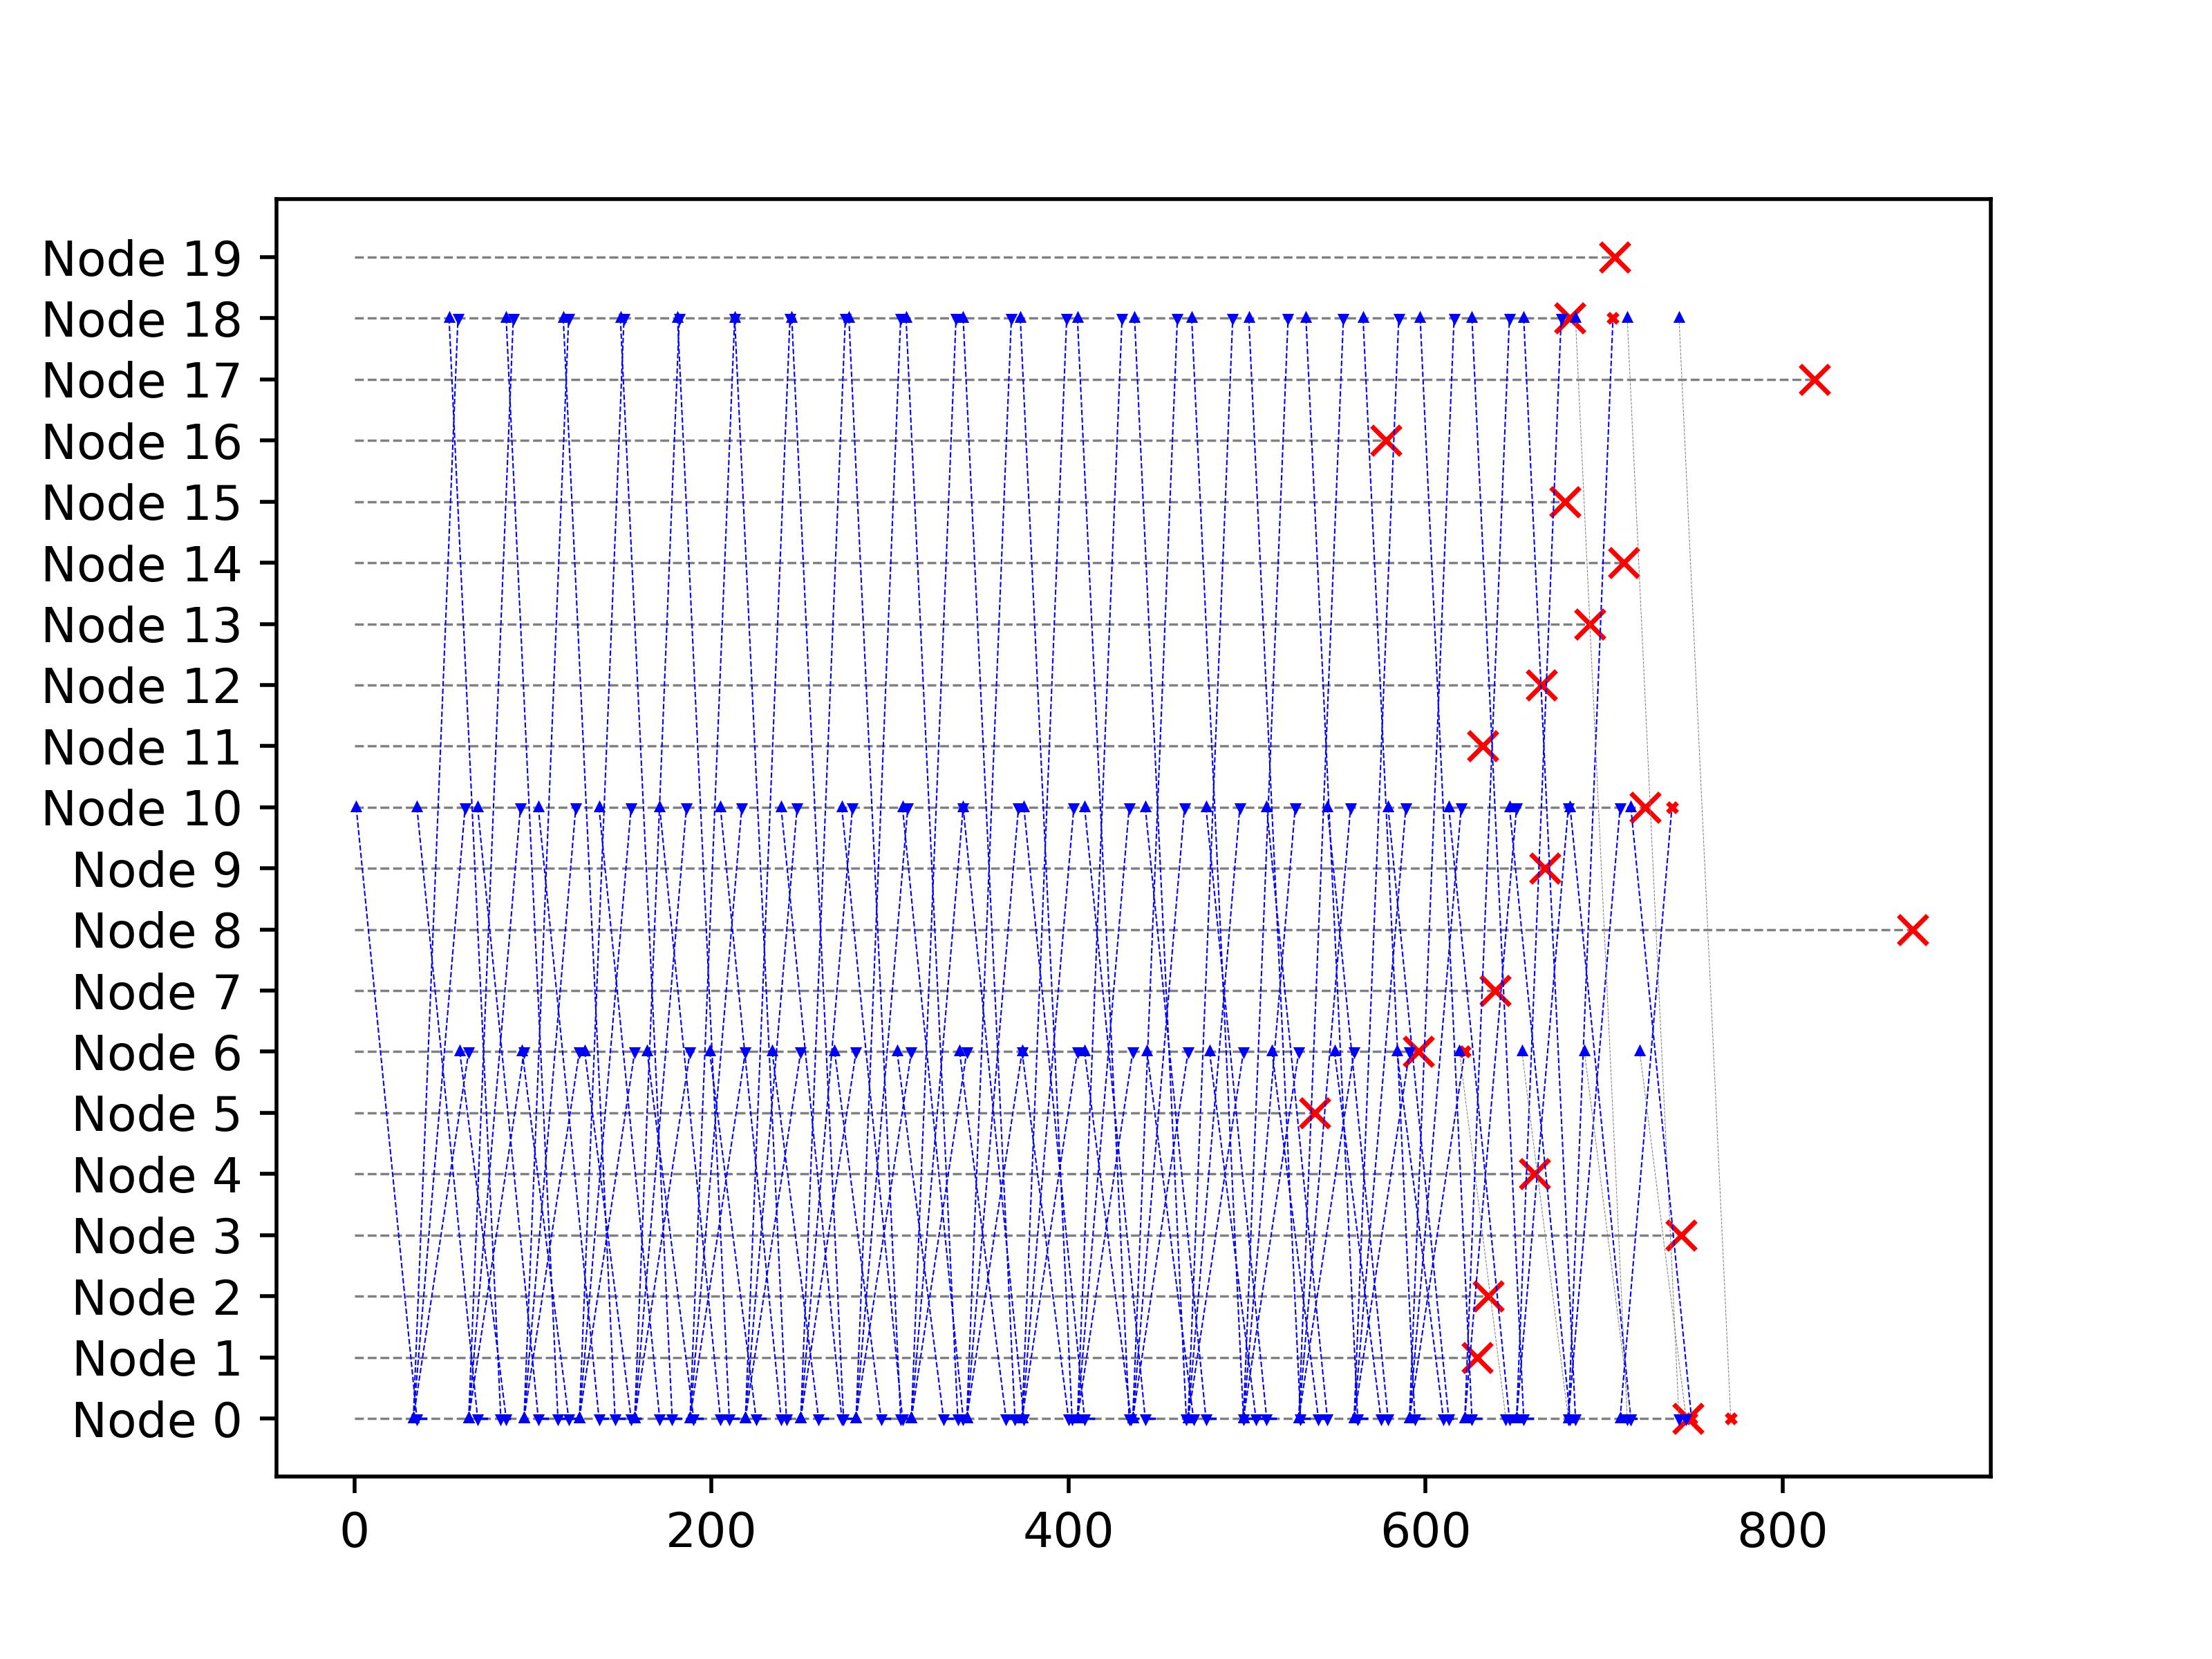 Node 19
Node 18
Node 17
Node 16
Node 15
Node 14
Node 13
Node 12
Node 11
Node 10
Node 9
Node 8
Node 7
Node 6
Node 5
Node 4
Node 3
Node 2
Node 1
Node 0
0 200 400 600 800